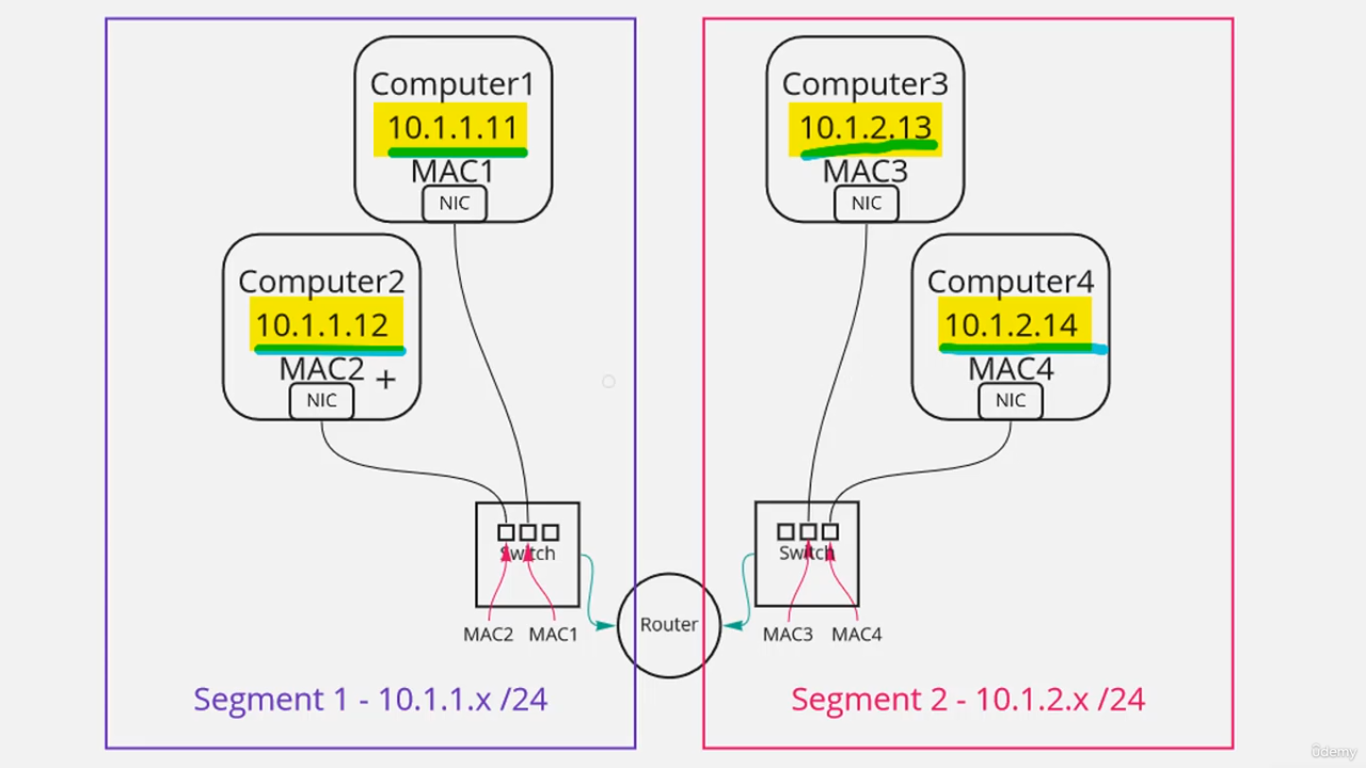 Computer1
10.1.1.11
MAC1
NIC
Computer2
10.1.1.12
MAC2
NIC
Switch
MAC2 MAC1
Segment 1 - 10.1.1.x /24
Router
Computer3
10.1.2.13
MAC3
NIC
Computer4
10.1.2.14
MAC4
NIC
Switch
MAC3 MAC4
Segment 2 - 10.1.2.x /24
ûdemy